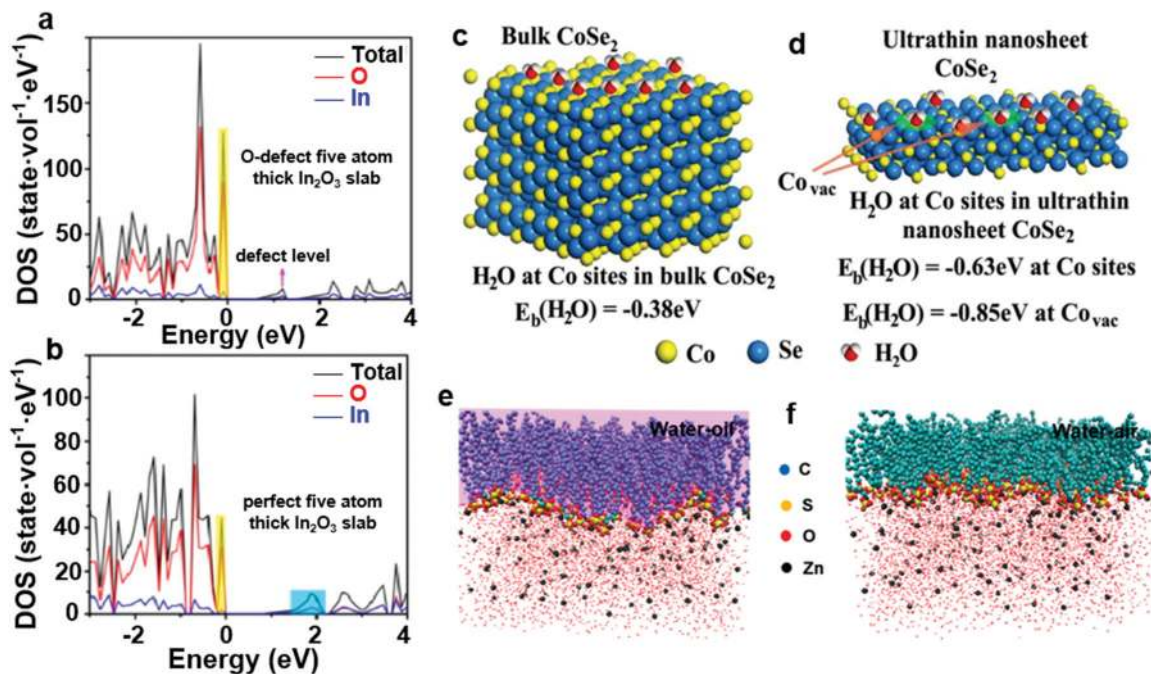 a
Total
O
In
O-defect five atom
thick In₂O₃ slab
defect level
DOS (state·vol⁻¹·eV⁻¹)
150
100
50
0
-2
0
2
4
Energy (eV)
b
Total
O
In
perfect five atom
thick In₂O₃ slab
DOS (state·vol⁻¹·eV⁻¹)
100
80
60
40
20
0
-2
0
2
4
Energy (eV)
c
Bulk CoSe₂
H₂O at Co sites in bulk CoSe₂
E_b(H₂O) = -0.38eV
d
Ultrathin nanosheet
CoSe₂
Co vac
H₂O at Co sites in ultrathin
nanosheet CoSe₂
E_b(H₂O) = -0.63eV at Co sites
E_b(H₂O) = -0.85eV at Co_vac
Co
Se
H₂O
e
Water-oil
C
S
O
Zn
f
Water-air